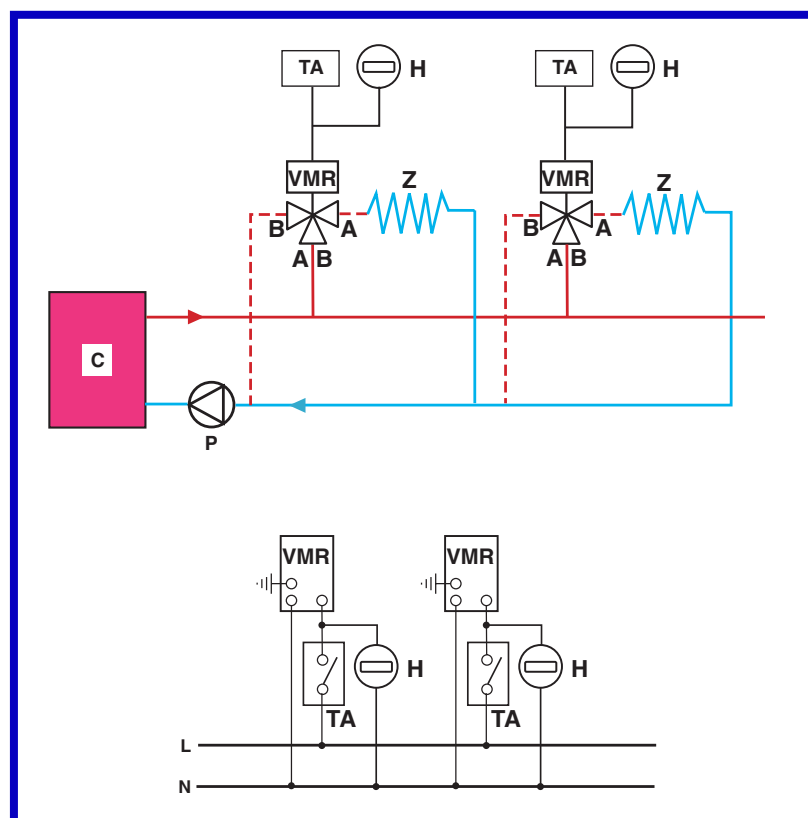 TA H TA H
VMR Z VMR Z
B A B A
A B A B
C
P
VMR VMR
H H
TA TA
L
N